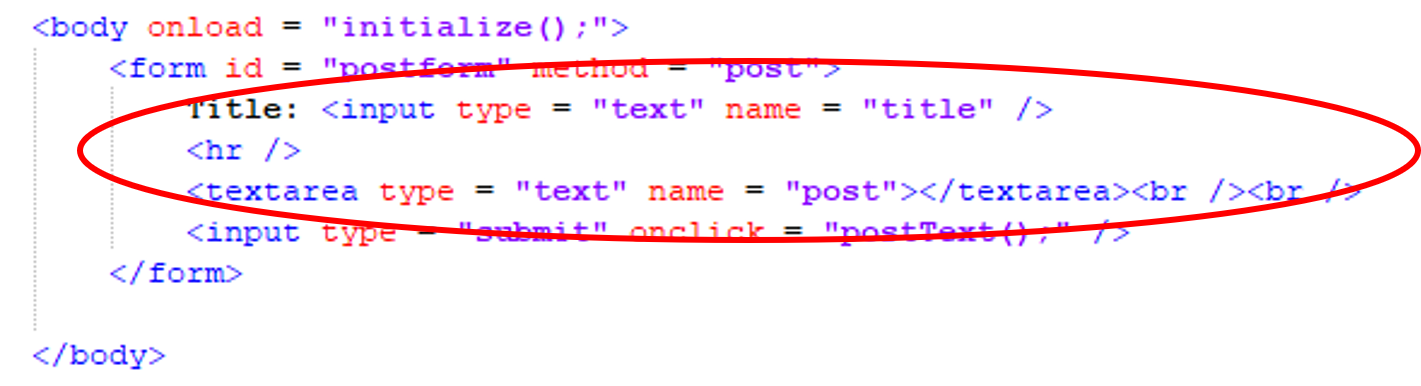 <body onload = "initialize();">
<form id = "postform" method = "post">
Title: <input type = "text" name = "title" />
<hr />
<textarea type = "text" name = "post"></textarea><br /><br />
<input type = "submit" onclick = "postText();" />
</form>
</body>